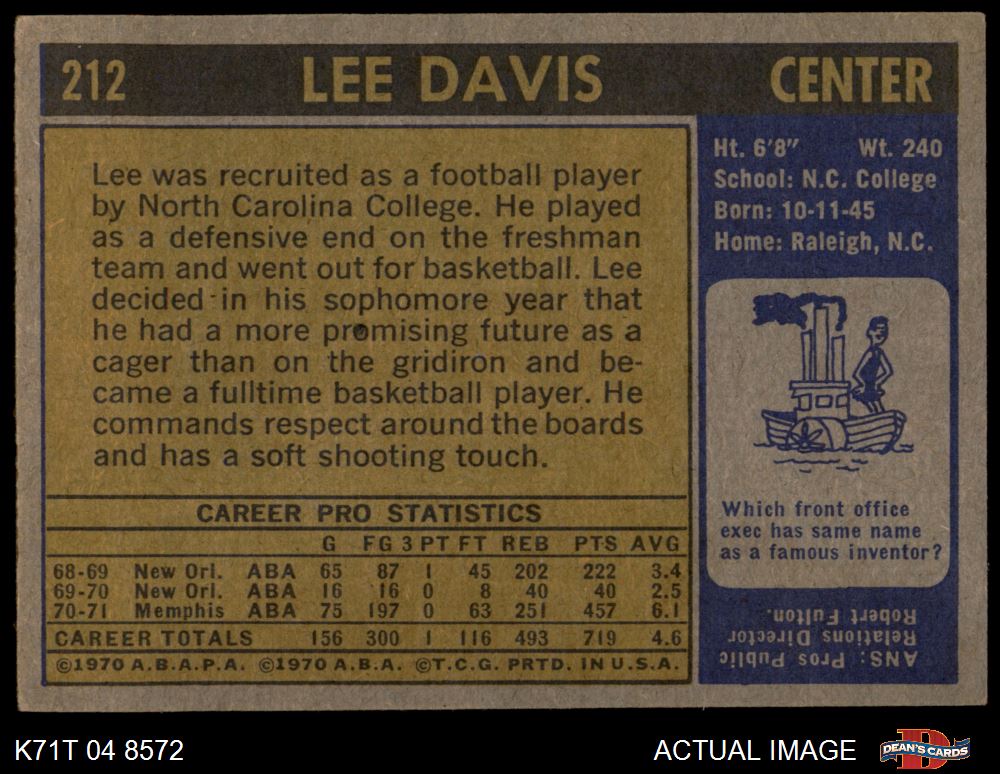 212 LEE DAVIS CENTER
Lee was recruited as a football player
by North Carolina College. He played
as a defensive end on the freshman
team and went out for basketball. Lee
decided in his sophomore year that
he had a more promising future as a
cager than on the gridiron and be-
came a fulltime basketball player. He
commands respect around the boards
and has a soft shooting touch.
CAREER PRO STATISTICS
G FG 3 PT FT REB PTS AVG
68-69 New Orl. ABA 65 87 1 45 202 222 3.4
69-70 New Orl. ABA 16 16 0 8 40 40 2.5
70-71 Memphis ABA 75 197 0 63 251 457 6.1
CAREER TOTALS 156 300 1 116 493 719 4.6
©1970 A.B.A.P.A. ©1970 A.B.A. ©T.C.G. PRTD. IN U.S.A.
Ht. 6'8" Wt. 240
School: N.C. College
Born: 10-11-45
Home: Raleigh, N.C.
Which front office
exec has same name
as a famous inventor?
ANS: Pros Public
Relations Director
Robert Fulton.
K71T 04 8572 ACTUAL IMAGE DEAN'S CARDS